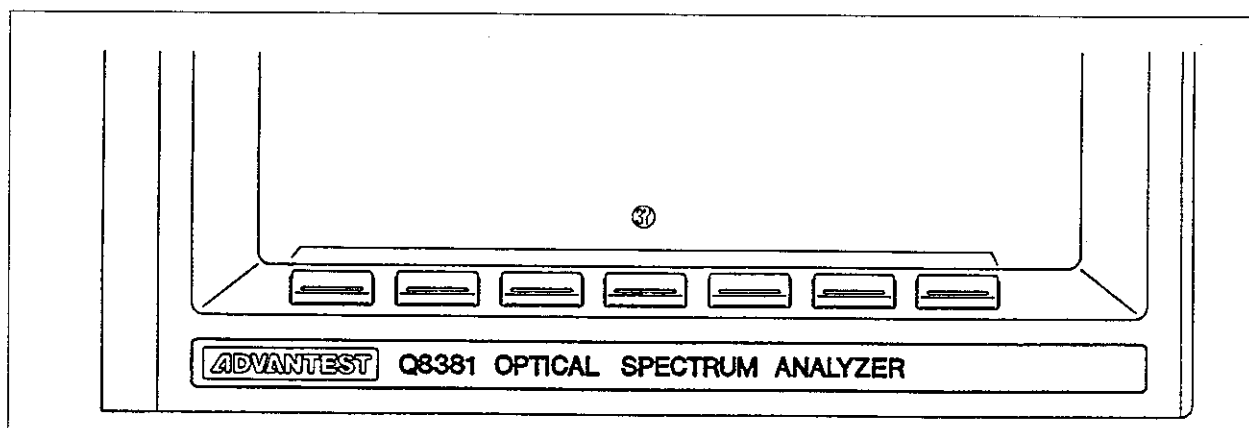 ㊲
ADVANTEST Q8381 OPTICAL SPECTRUM ANALYZER